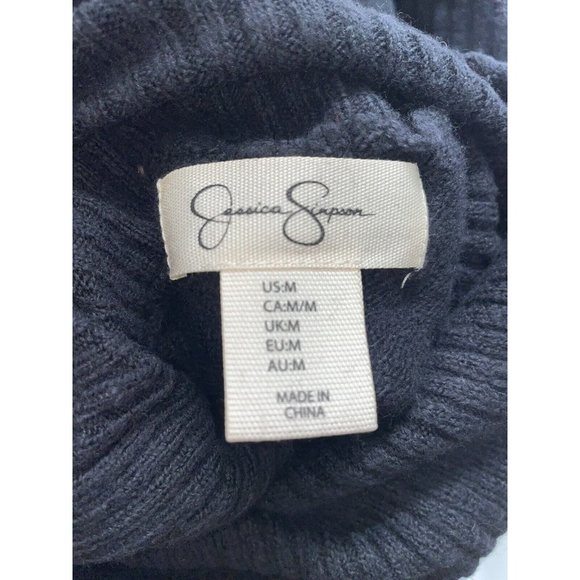 Jessica Simpson
US:M
CA:M/M
UK:M
EU:M
AU:M
MADE IN
CHINA